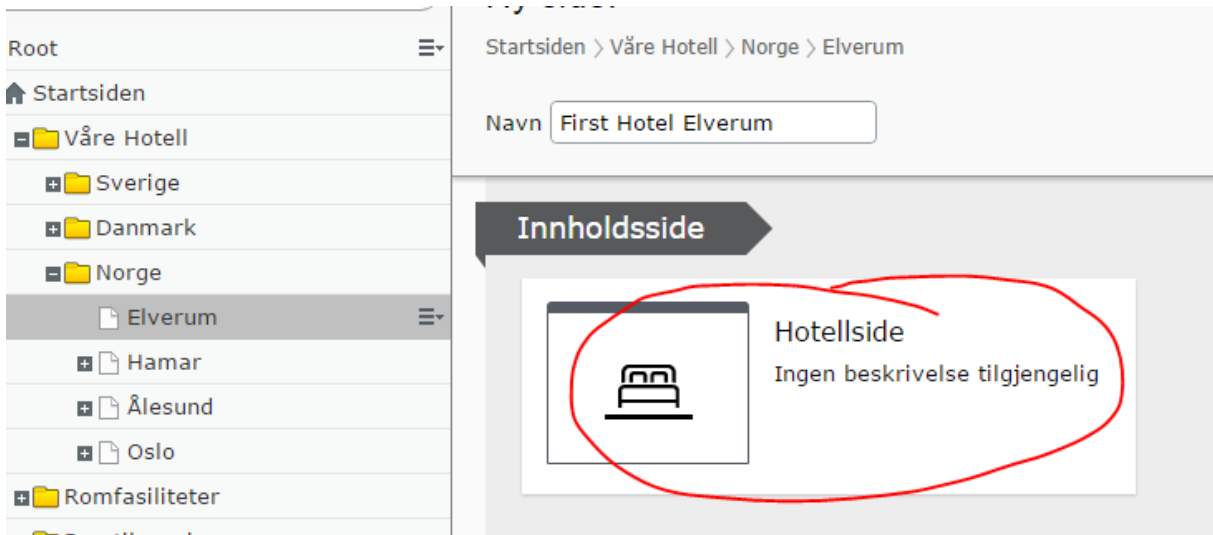 Root
Startsiden
Våre Hotell
Sverige
Danmark
Norge
Elverum
Hamar
Ålesund
Oslo
Romfasiliteter
Startsiden > Våre Hotell > Norge > Elverum
Navn First Hotel Elverum
Innholdsside
Hotellside
Ingen beskrivelse tilgjengelig